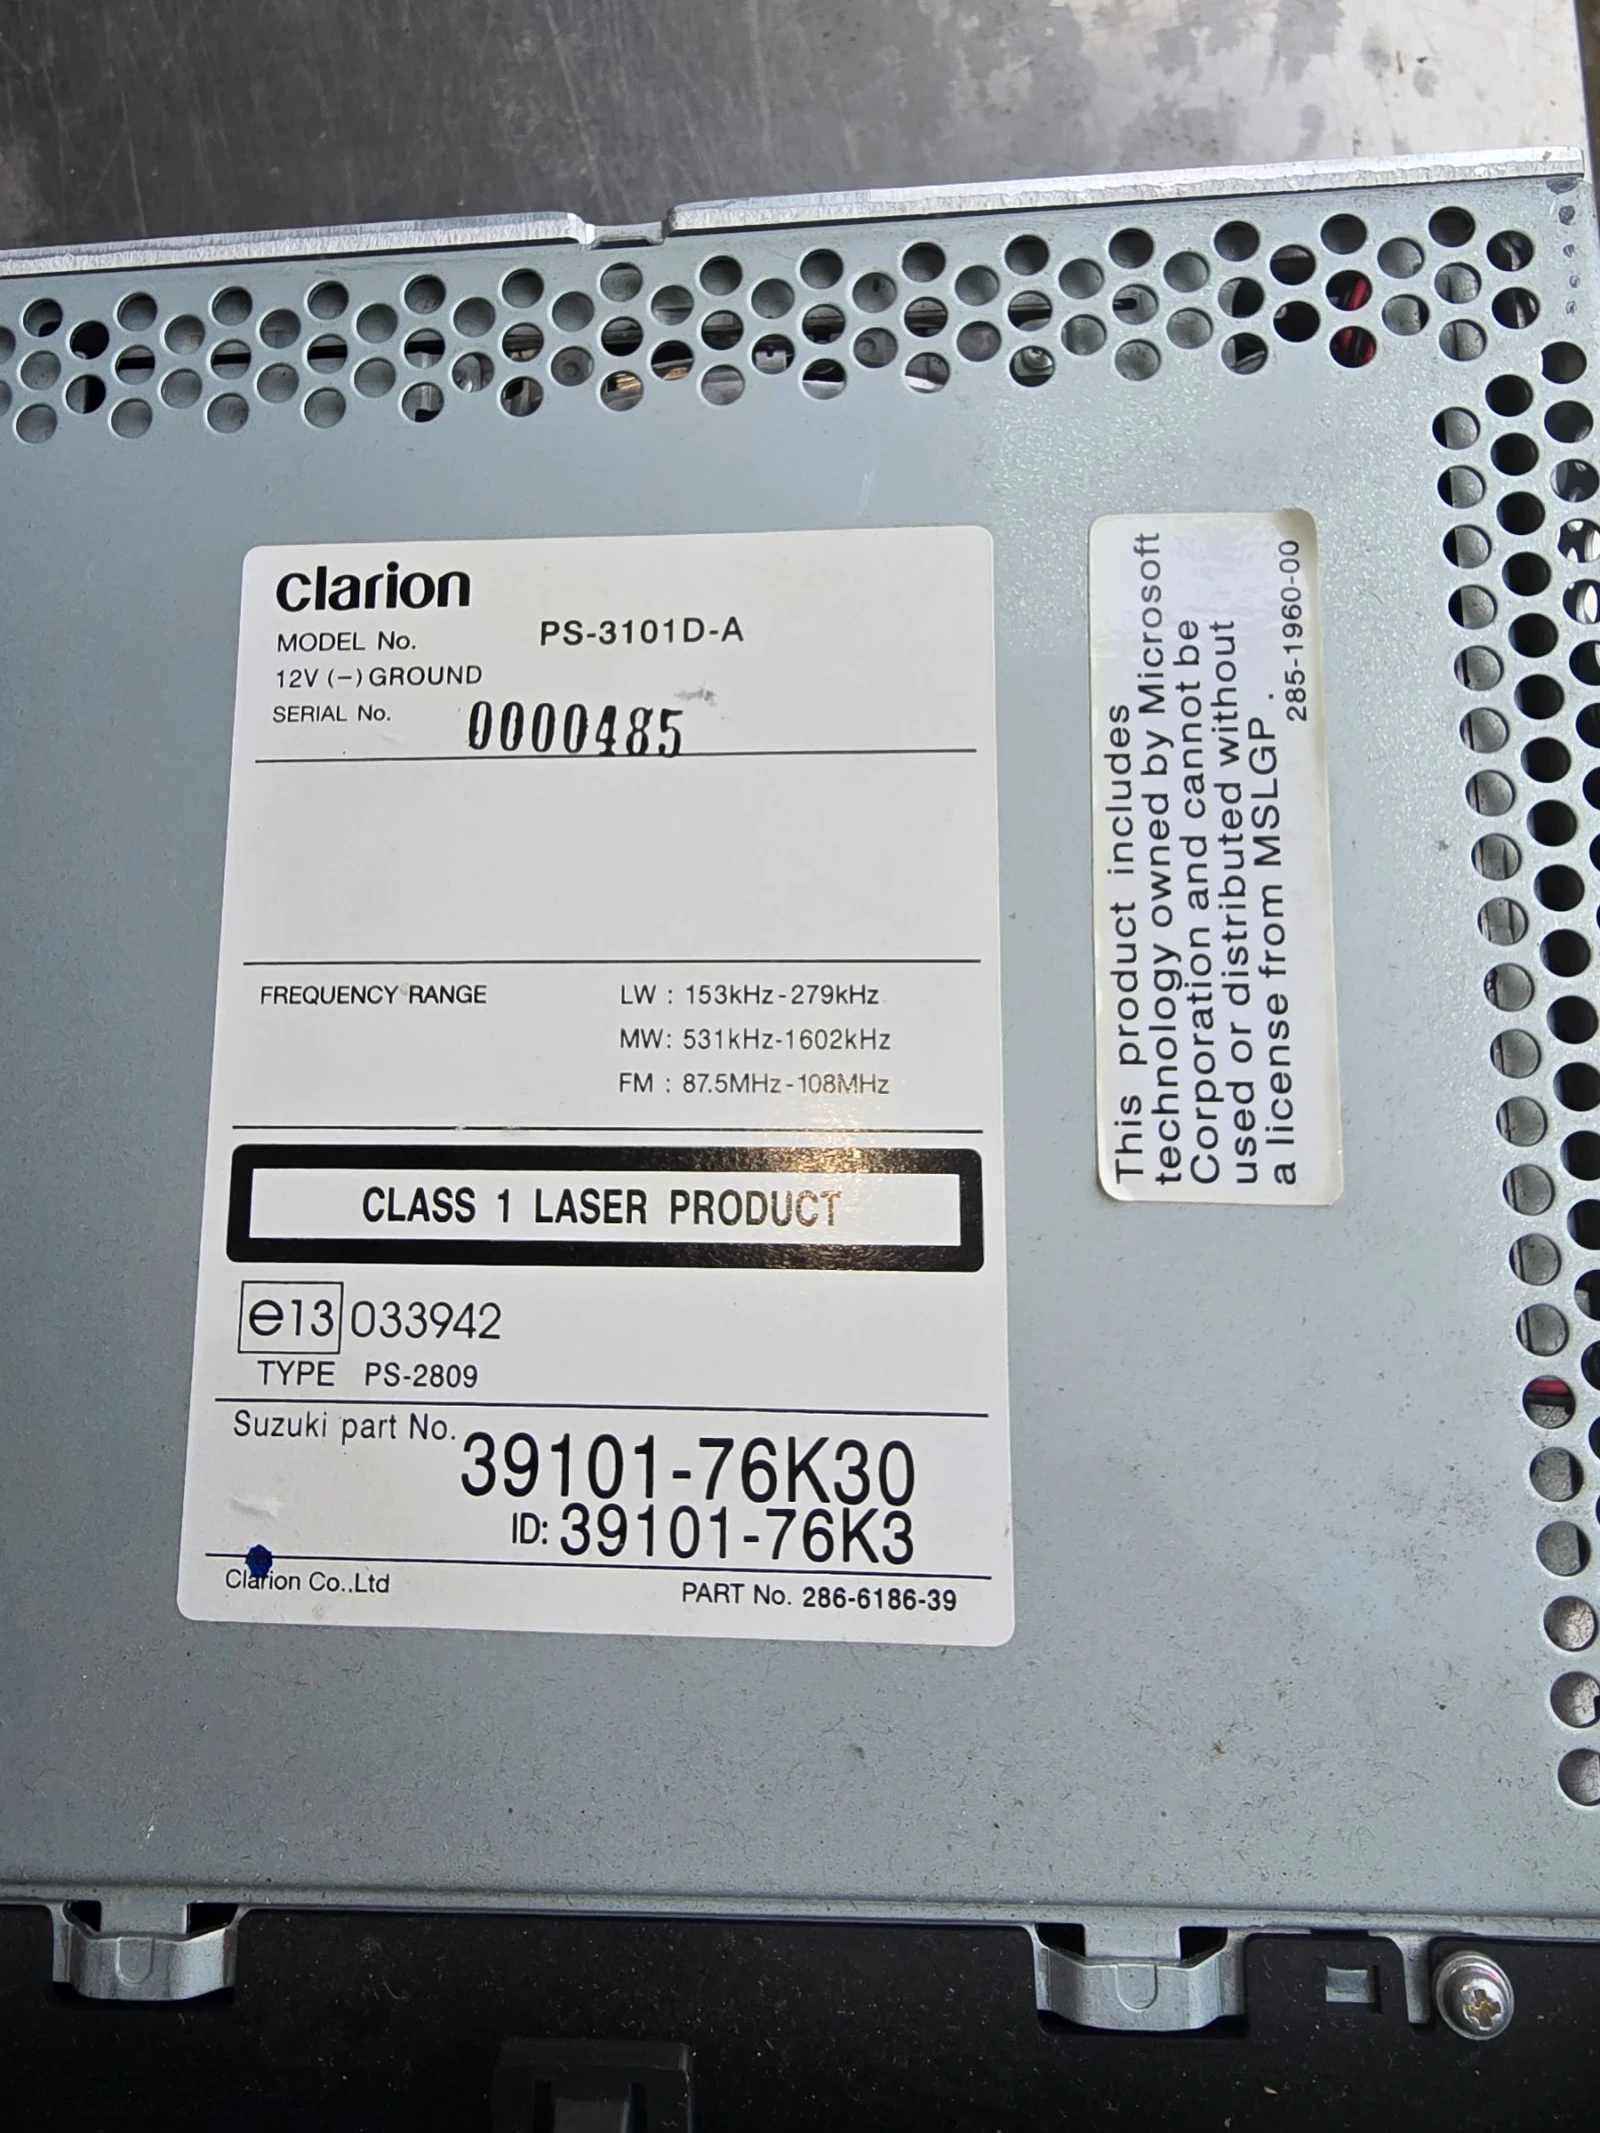 clarion
MODEL No. PS-3101D-A
12V (−) GROUND
SERIAL No. 0000485
FREQUENCY RANGE LW : 153kHz-279kHz
MW: 531kHz-1602kHz
FM : 87.5MHz-108MHz
CLASS 1 LASER PRODUCT
e13 033942
TYPE PS-2809
Suzuki part No. 39101-76K30
ID: 39101-76K3
Clarion Co.,Ltd PART No. 286-6186-39
This product includes
technology owned by Microsoft
Corporation and cannot be
used or distributed without
a license from MSLGP .
285-1960-00